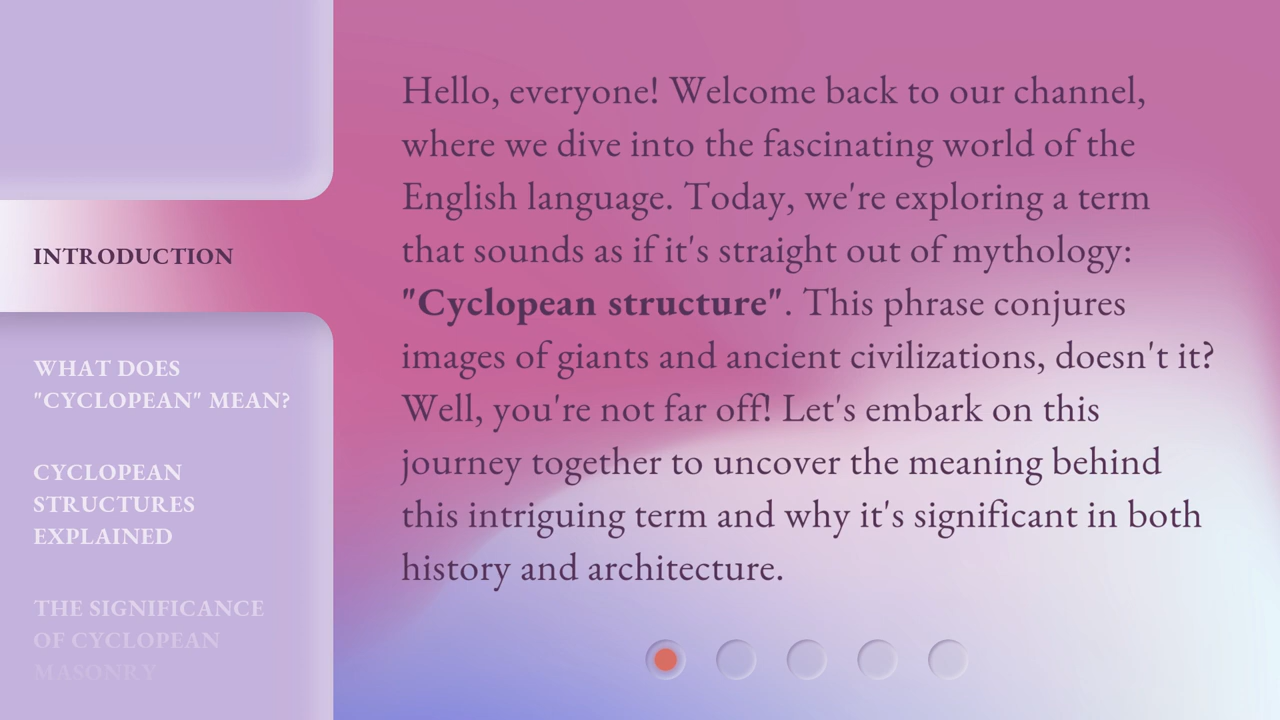 INTRODUCTION
WHAT DOES
"CYCLOPEAN" MEAN?
CYCLOPEAN
STRUCTURES
EXPLAINED
THE SIGNIFICANCE
OF CYCLOPEAN
MASONRY
Hello, everyone! Welcome back to our channel,
where we dive into the fascinating world of the
English language. Today, we're exploring a term
that sounds as if it's straight out of mythology:
"Cyclopean structure". This phrase conjures
images of giants and ancient civilizations, doesn't it?
Well, you're not far off! Let's embark on this
journey together to uncover the meaning behind
this intriguing term and why it's significant in both
history and architecture.